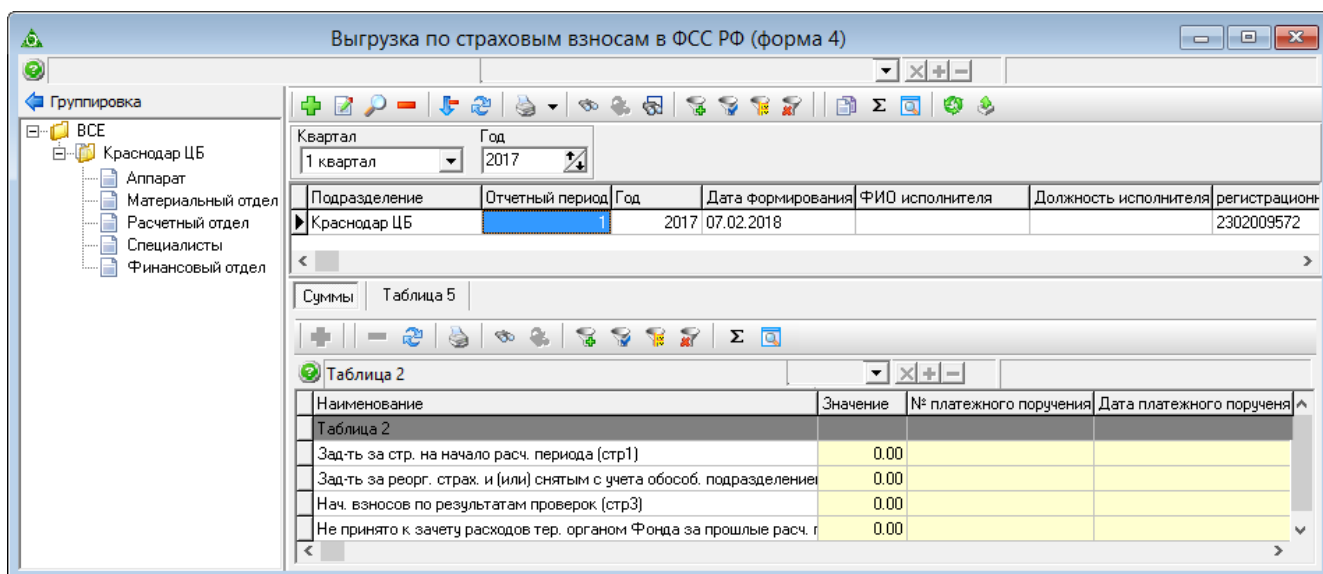 Выгрузка по страховым взносам в ФСС РФ (форма 4)
Группировка
ВСЕ
Краснодар ЦБ
Аппарат
Материальный отдел
Расчетный отдел
Специалисты
Финансовый отдел
Квартал Год
1 квартал 2017
Подразделение Отчетный период Год Дата формирования ФИО исполнителя Должность исполнителя регистрационн
Краснодар ЦБ 1 2017 07.02.2018 2302009572
Суммы Таблица 5
Таблица 2
Наименование Значение № платежного поручения Дата платежного порученя
Таблица 2
Зад-ть за стр. на начало расч. периода (стр1) 0.00
Зад-ть за реорг. страх. и (или) снятым с учета обособ. подразделением 0.00
Нач. взносов по результатам проверок (стр3) 0.00
Не принято к зачету расходов тер. органом Фонда за прошлые расч. п 0.00